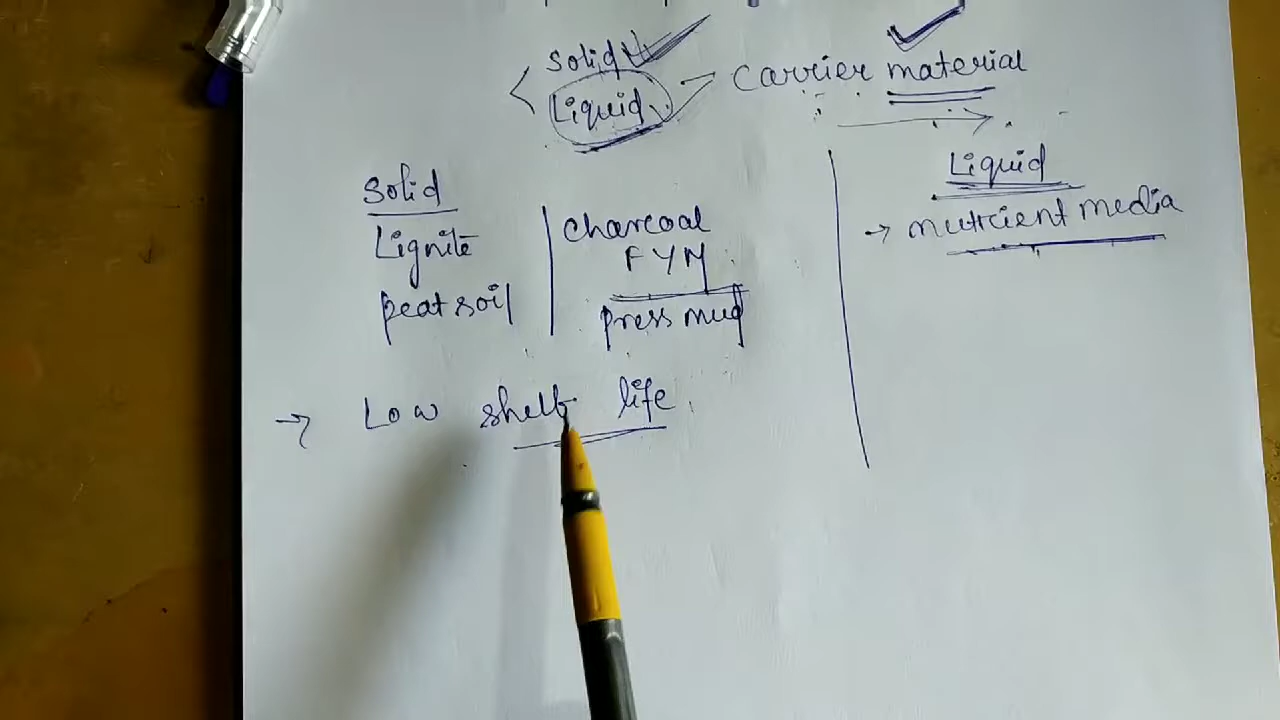 Solid
Liquid
Carrier material
Solid
Lignite
peat soil
charcoal
FYM
press mud
→ Low shelf life
Liquid
→ nutrient media